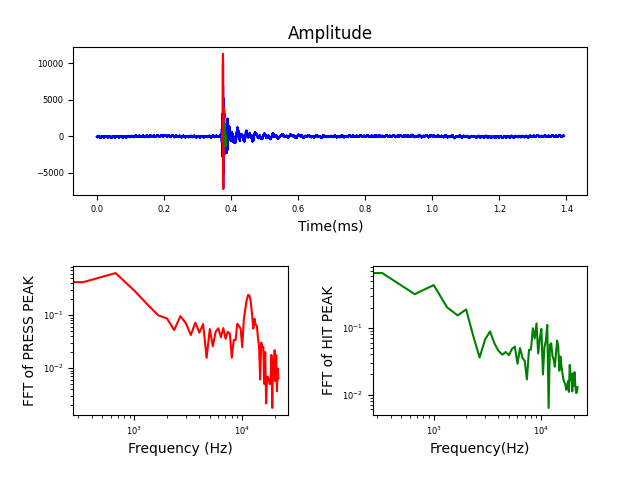 Amplitude
10000
5000
0
−5000
0.0 0.2 0.4 0.6 0.8 1.0 1.2 1.4
Time(ms)
FFT of PRESS PEAK
10⁻¹
10⁻²
10³ 10⁴
Frequency (Hz)
FFT of HIT PEAK
10⁻¹
10⁻²
10³ 10⁴
Frequency(Hz)